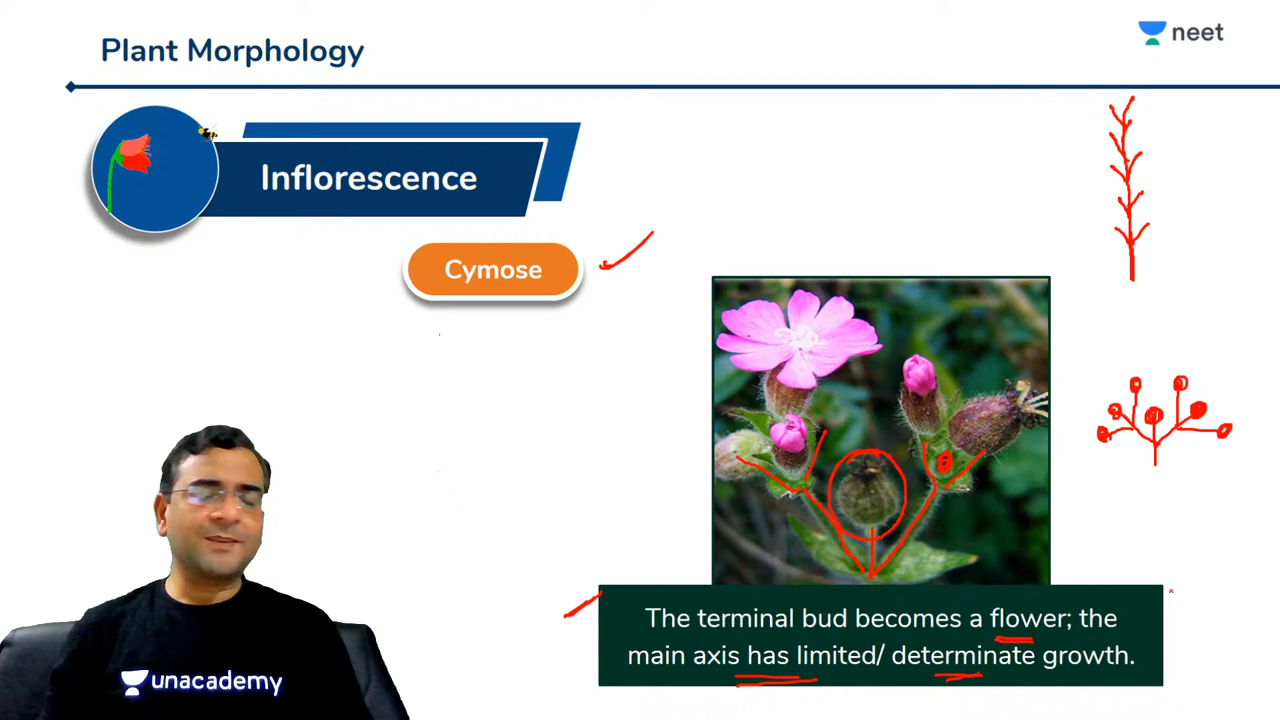 Plant Morphology
neet
Inflorescence
Cymose
The terminal bud becomes a flower; the
main axis has limited/ determinate growth.
unacademy